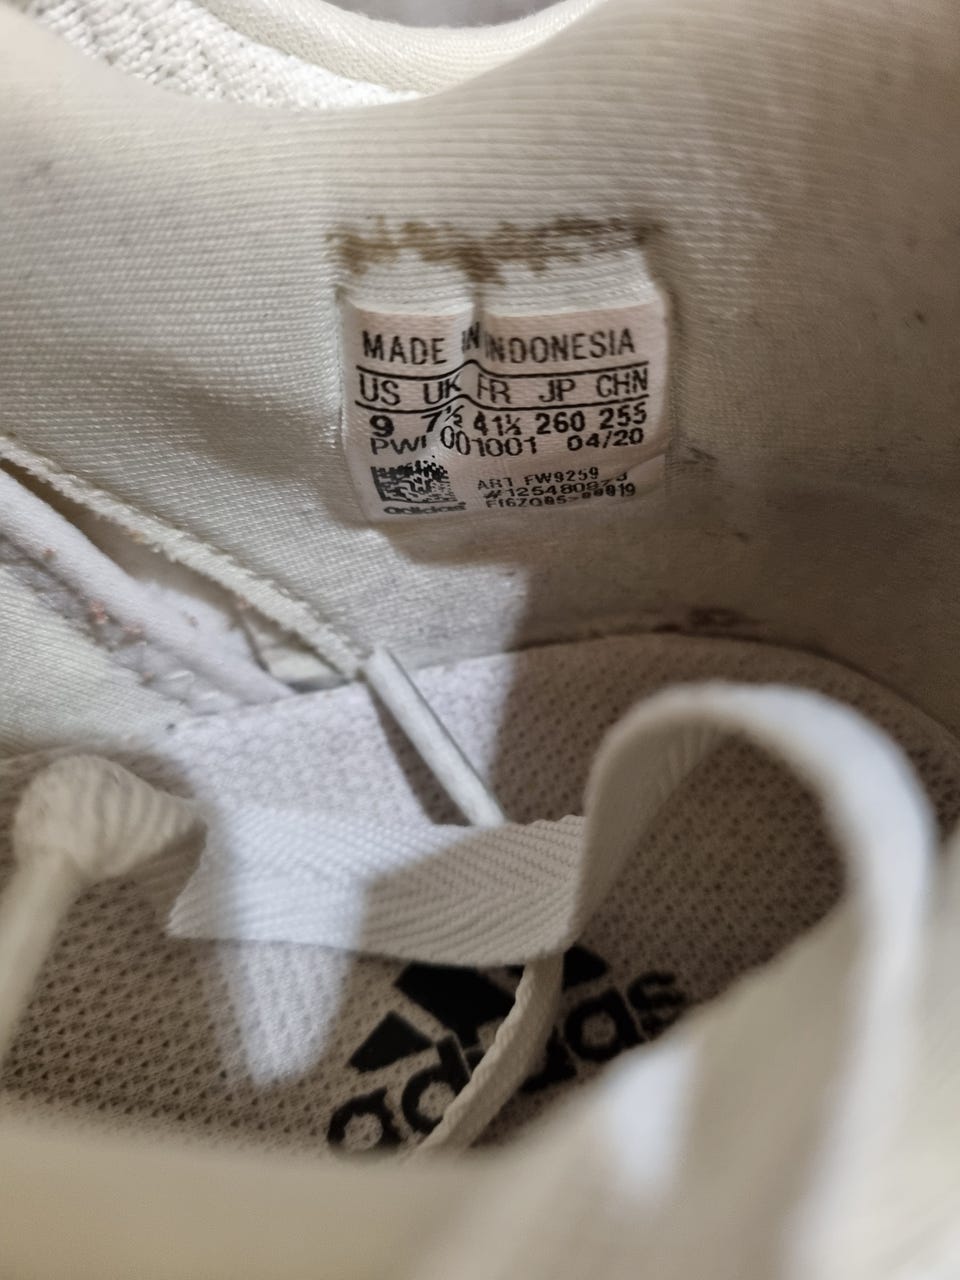 MADE IN INDONESIA
US UK FR JP CHN
9 7½ 41⅓ 260 255
001001 04/20
ART FW9259
adidas
adidas